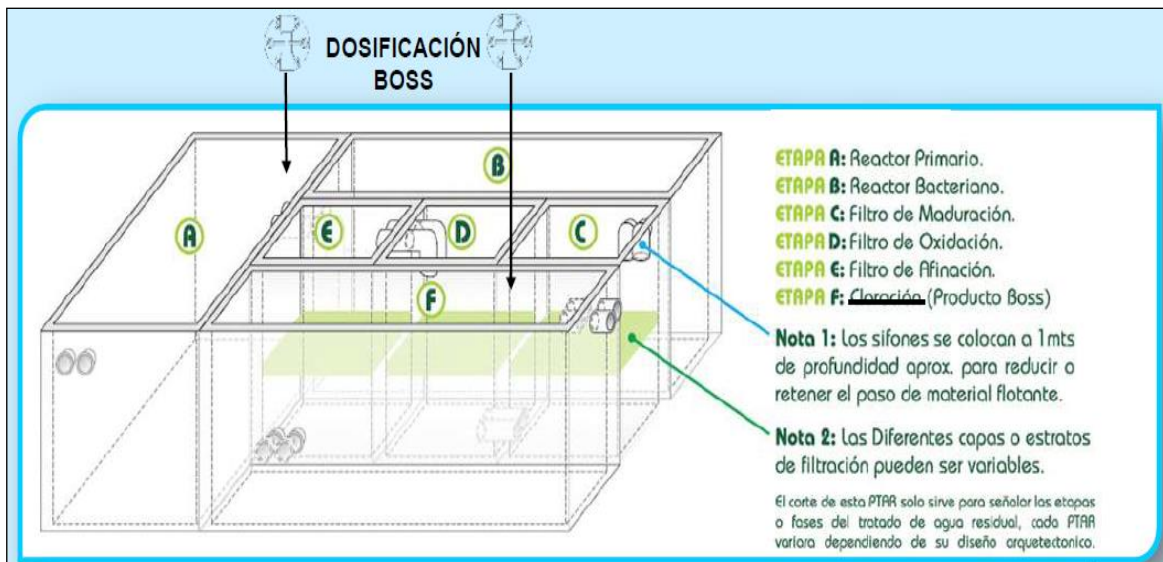 DOSIFICACIÓN
BOSS
A
B
E
D
C
F
ETAPA A: Reactor Primario.
ETAPA B: Reactor Bacteriano.
ETAPA C: Filtro de Maduración.
ETAPA D: Filtro de Oxidación.
ETAPA E: Filtro de Afinación.
ETAPA F: Cloración (Producto Boss)
Nota 1: Los sifones se colocan a 1mts
de profundidad aprox. para reducir o
retener el paso de material flotante.
Nota 2: Las Diferentes capas o estratos
de filtración pueden ser variables.
El corte de esta PTAR solo sirve para señalar las etapas
o fases del tratado de agua residual, cada PTAR
variara dependiendo de su diseño arquetectonico.